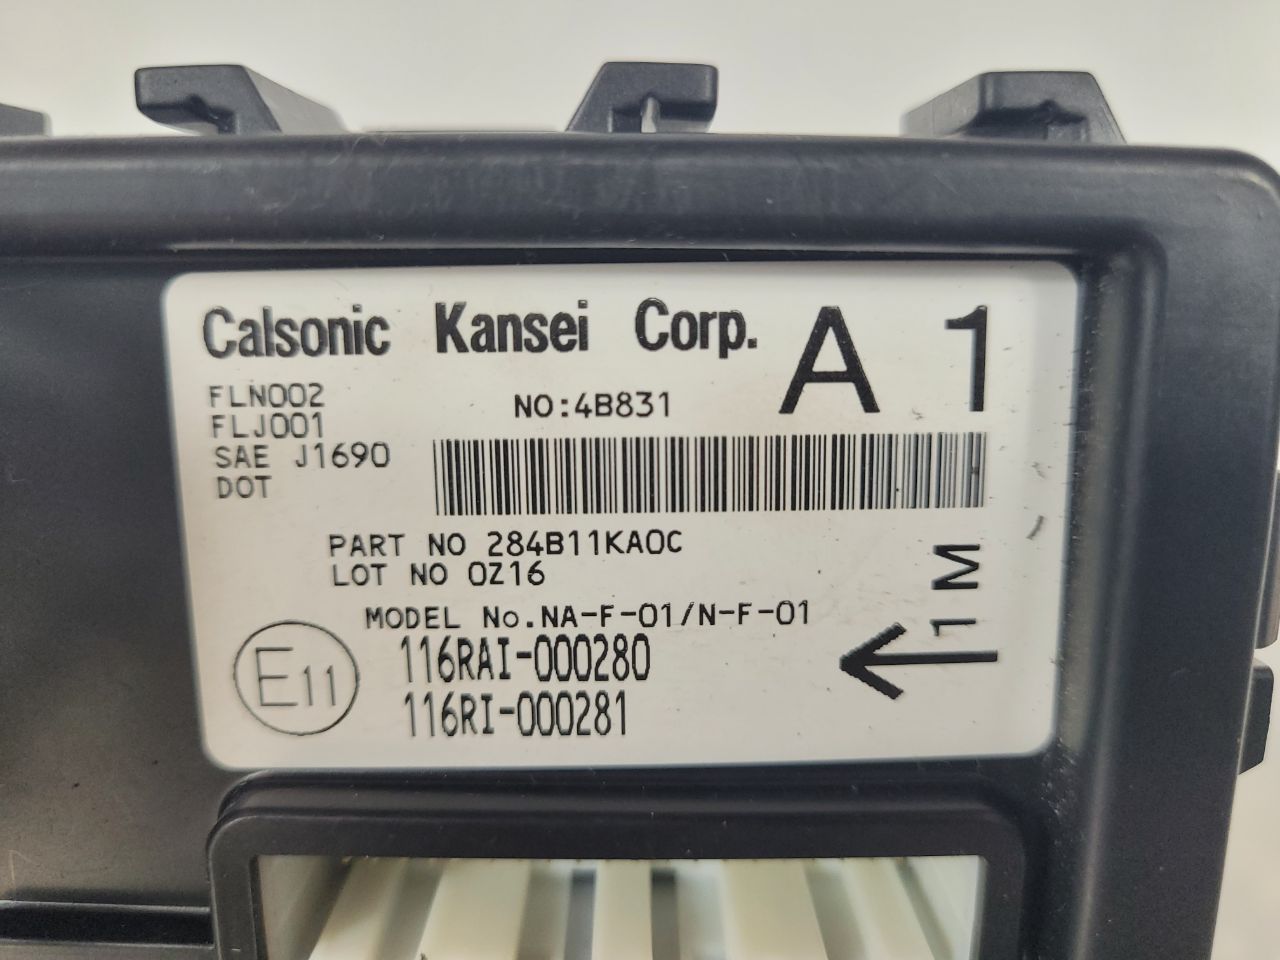 Calsonic Kansei Corp.
A 1
FLN002
FLJ001
SAE J1690
DOT
NO:4B831
PART NO 284B11KA0C
LOT NO 0Z16
MODEL No.NA-F-01/N-F-01
116RAI-000280
116RI-000281
E11
1M